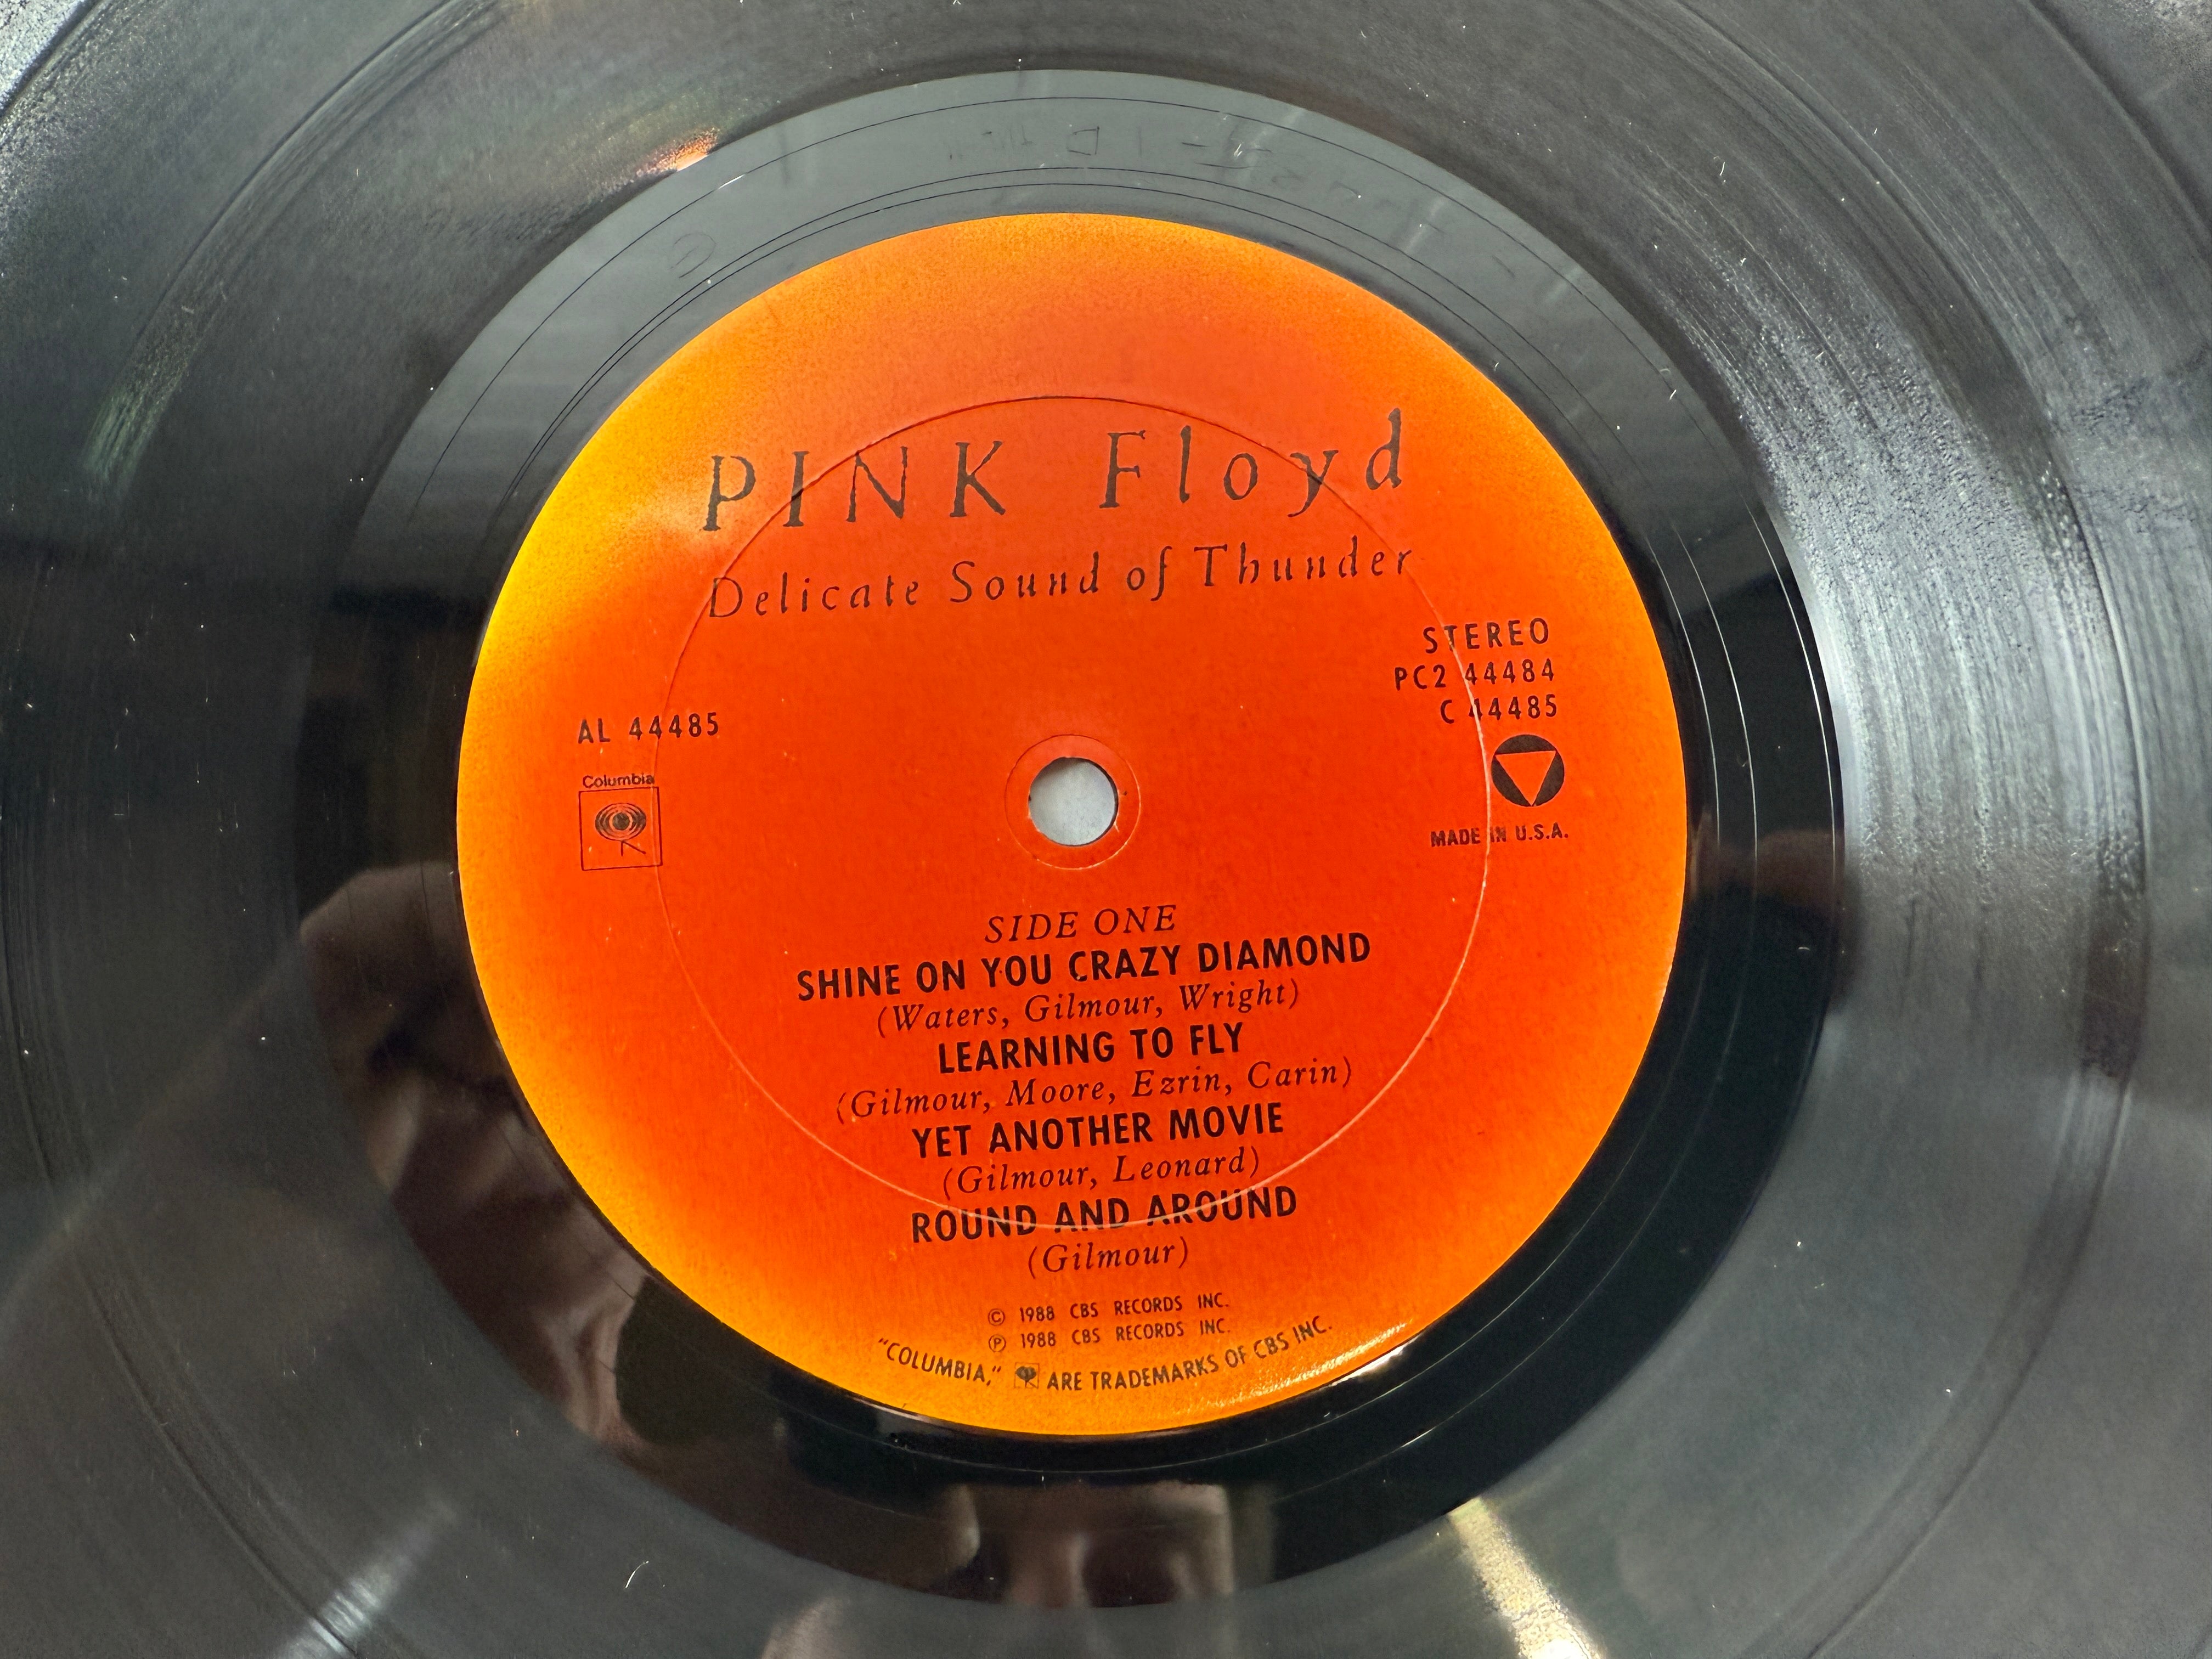 PINK Floyd
Delicate Sound of Thunder
STEREO
PC2 44484
C 44485
AL 44485
Columbia
MADE IN U.S.A.
SIDE ONE
SHINE ON YOU CRAZY DIAMOND
(Waters, Gilmour, Wright)
LEARNING TO FLY
(Gilmour, Moore, Ezrin, Carin)
YET ANOTHER MOVIE
(Gilmour, Leonard)
ROUND AND AROUND
(Gilmour)
© 1988 CBS RECORDS INC.
℗ 1988 CBS RECORDS INC.
"COLUMBIA," ARE TRADEMARKS OF CBS INC.